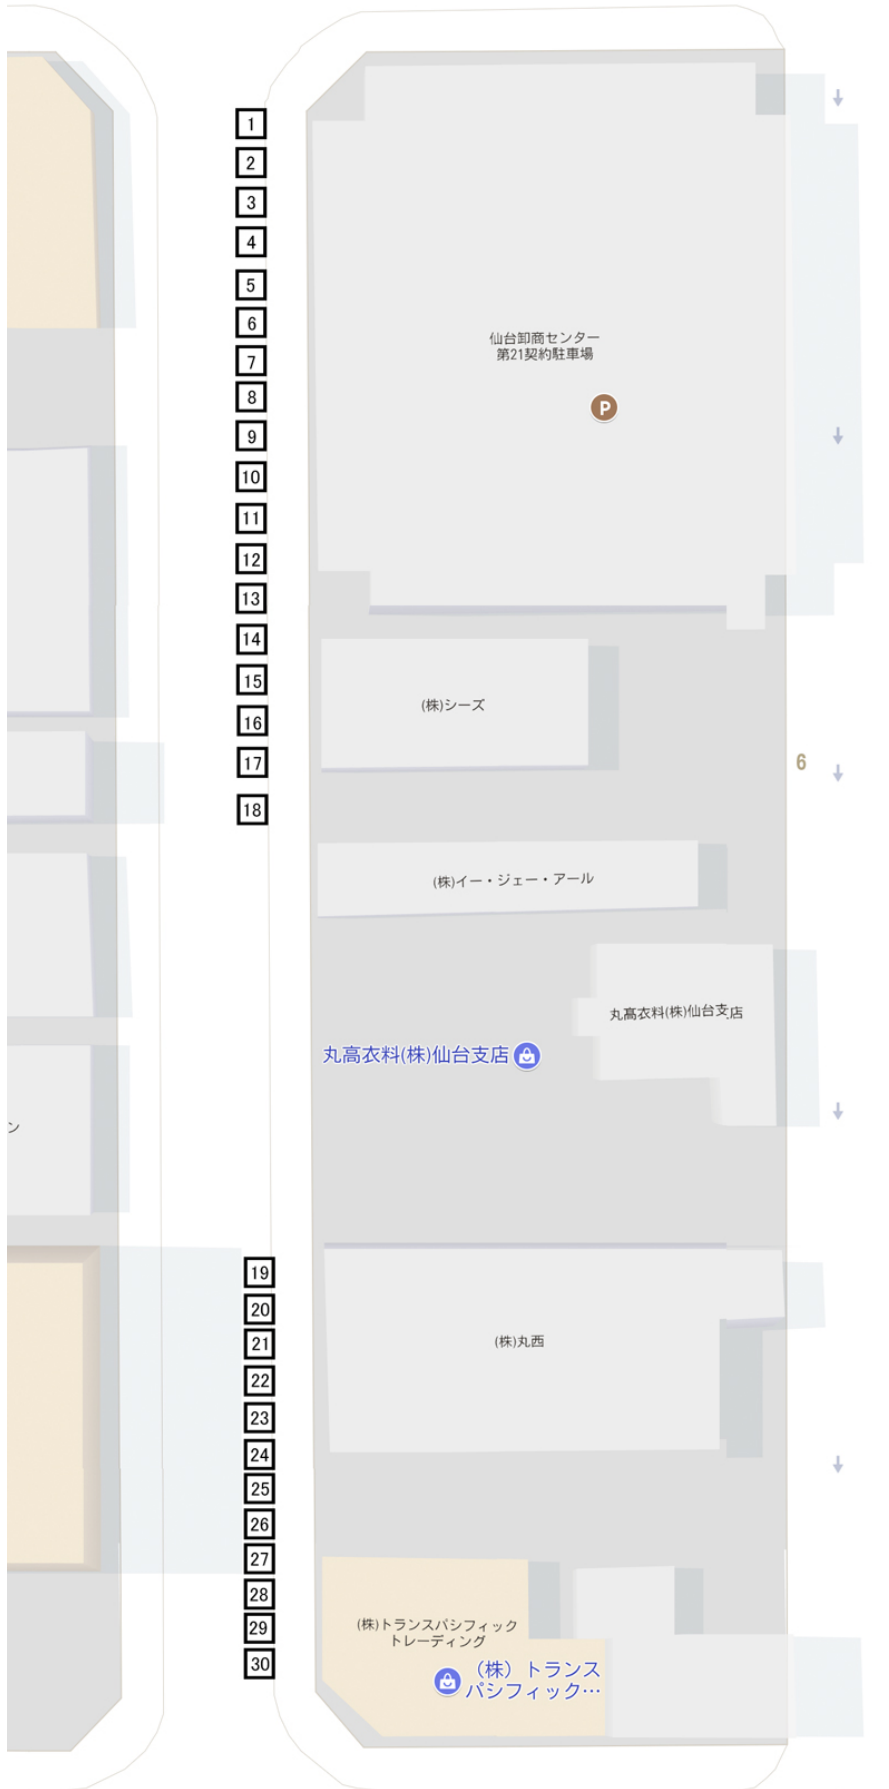 1
2
3
4
5
6
7
8
9
10
11
12
13
14
15
16
17
18
仙台卸商センター
第21契約駐車場
P
(株)シーズ
6
(株)イー・ジェー・アール
丸髙衣料(株)仙台支店
丸高衣料(株)仙台支店
ン
19
20
21
22
23
24
25
26
27
28
29
30
(株)丸西
(株)トランスパシフィック
トレーディング
（株）トランス
パシフィック…